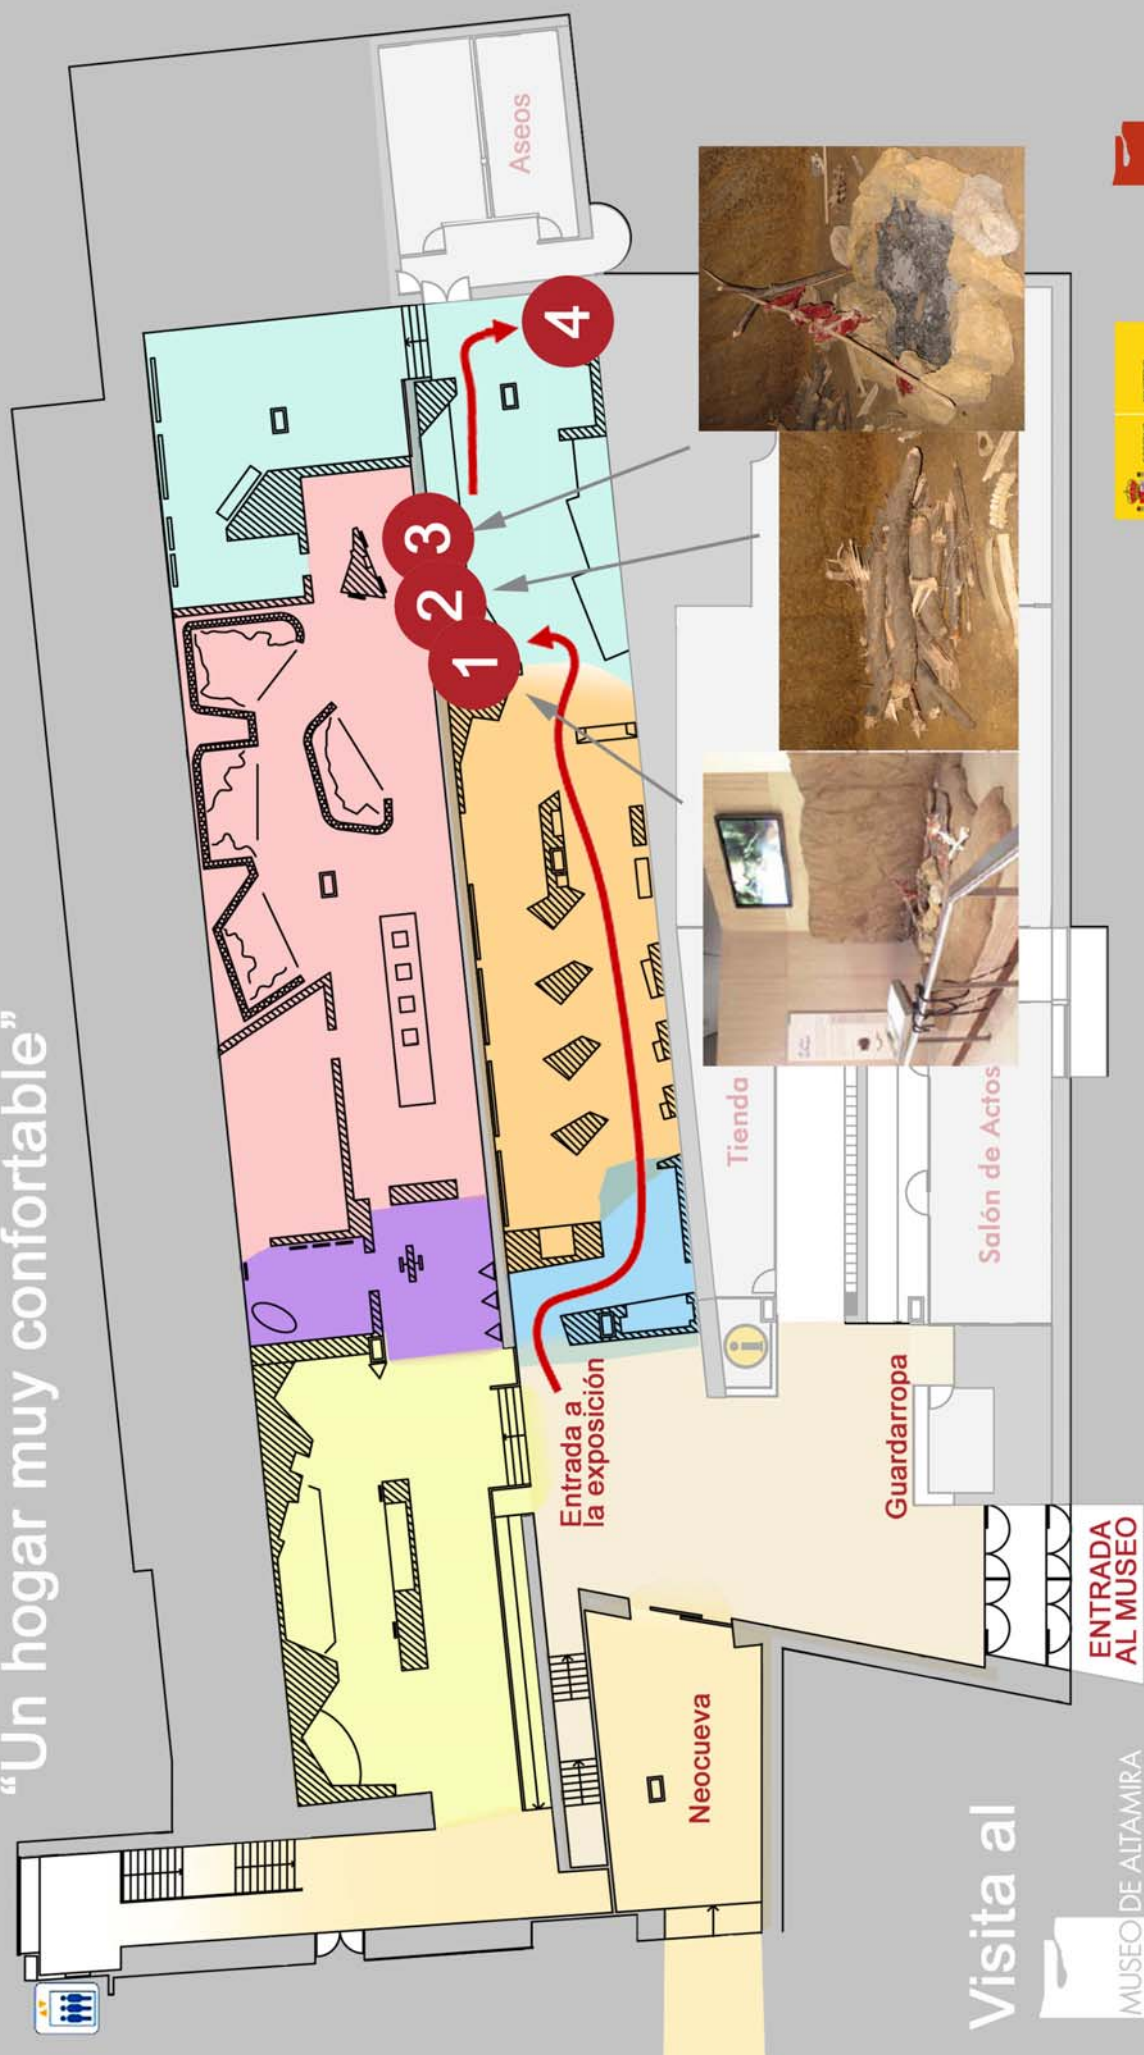 “Un hogar muy confortable”
Aseos
4
3
2
1
Tienda
Salón de Actos
Entrada a
la exposición
i
Guardarropa
Neocueva
ENTRADA
AL MUSEO
Visita al
MUSEO DE ALTAMIRA